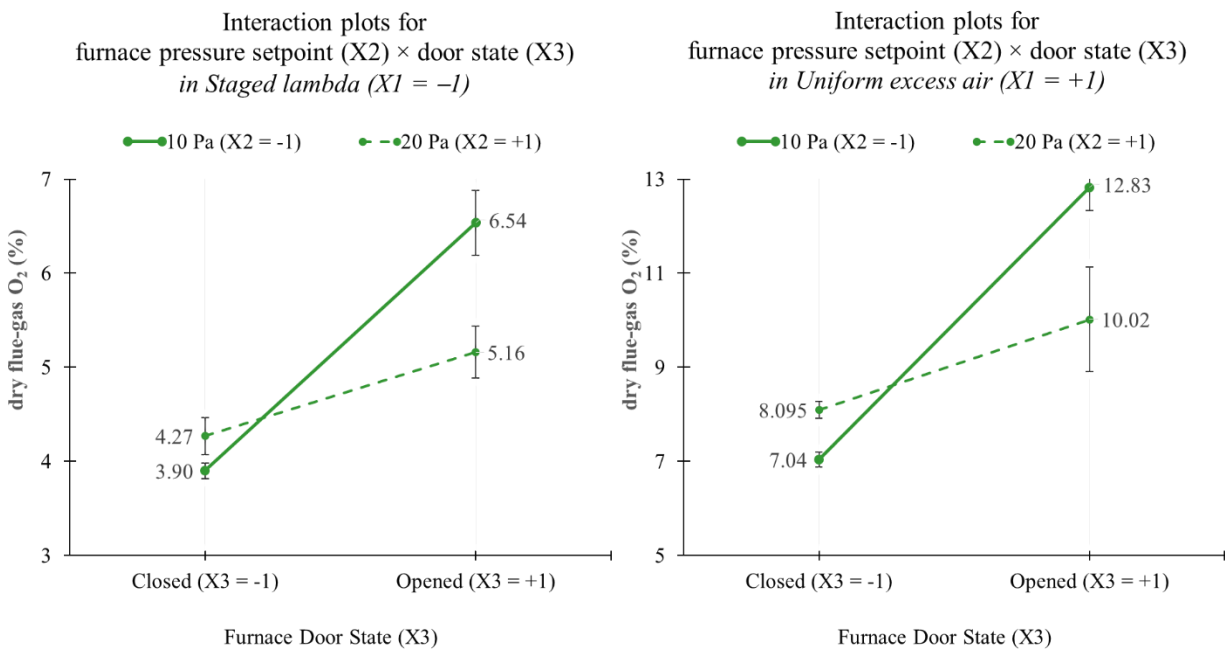 Interaction plots for
furnace pressure setpoint (X2) × door state (X3)
in Staged lambda (X1 = –1)
10 Pa (X2 = -1)
20 Pa (X2 = +1)
7
6
5
4
3
dry flue-gas O₂ (%)
6.54
5.16
4.27
3.90
Closed (X3 = -1)
Opened (X3 = +1)
Furnace Door State (X3)
Interaction plots for
furnace pressure setpoint (X2) × door state (X3)
in Uniform excess air (X1 = +1)
10 Pa (X2 = -1)
20 Pa (X2 = +1)
13
11
9
7
5
dry flue-gas O₂ (%)
12.83
10.02
8.095
7.04
Closed (X3 = -1)
Opened (X3 = +1)
Furnace Door State (X3)